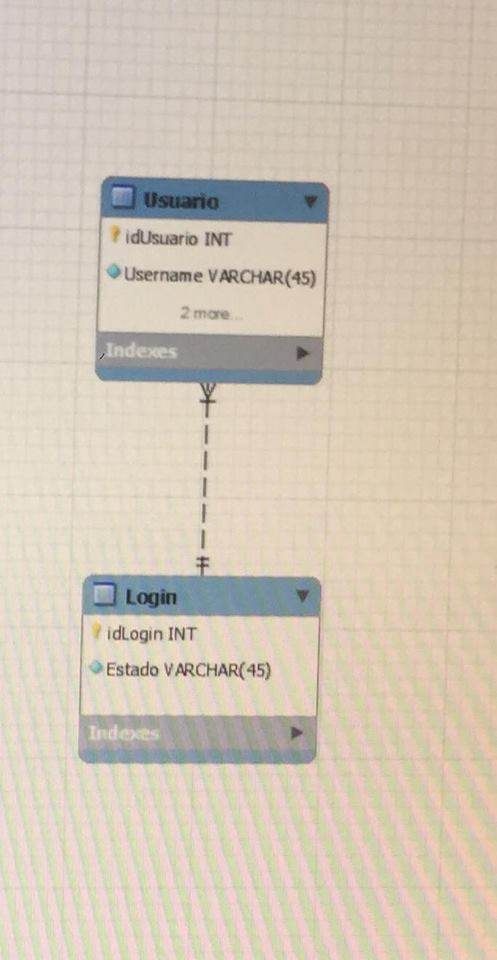 Usuario
idUsuario INT
Username VARCHAR(45)
2 more...
Indexes
Login
idLogin INT
Estado VARCHAR(45)
Indexes